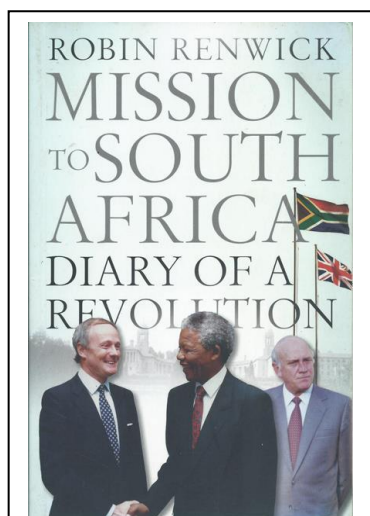 ROBIN RENWICK
MISSION
TO SOUTH
AFRICA
DIARY OF A
REVOLUTION